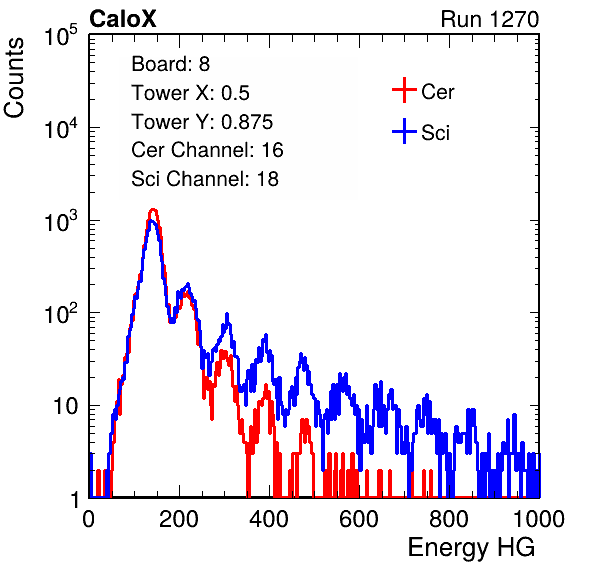 CaloX Run 1270
Counts
Board: 8
Tower X: 0.5
Tower Y: 0.875
Cer Channel: 16
Sci Channel: 18
Cer
Sci
10^5
10^4
10^3
10^2
10
1
0 200 400 600 800 1000
Energy HG